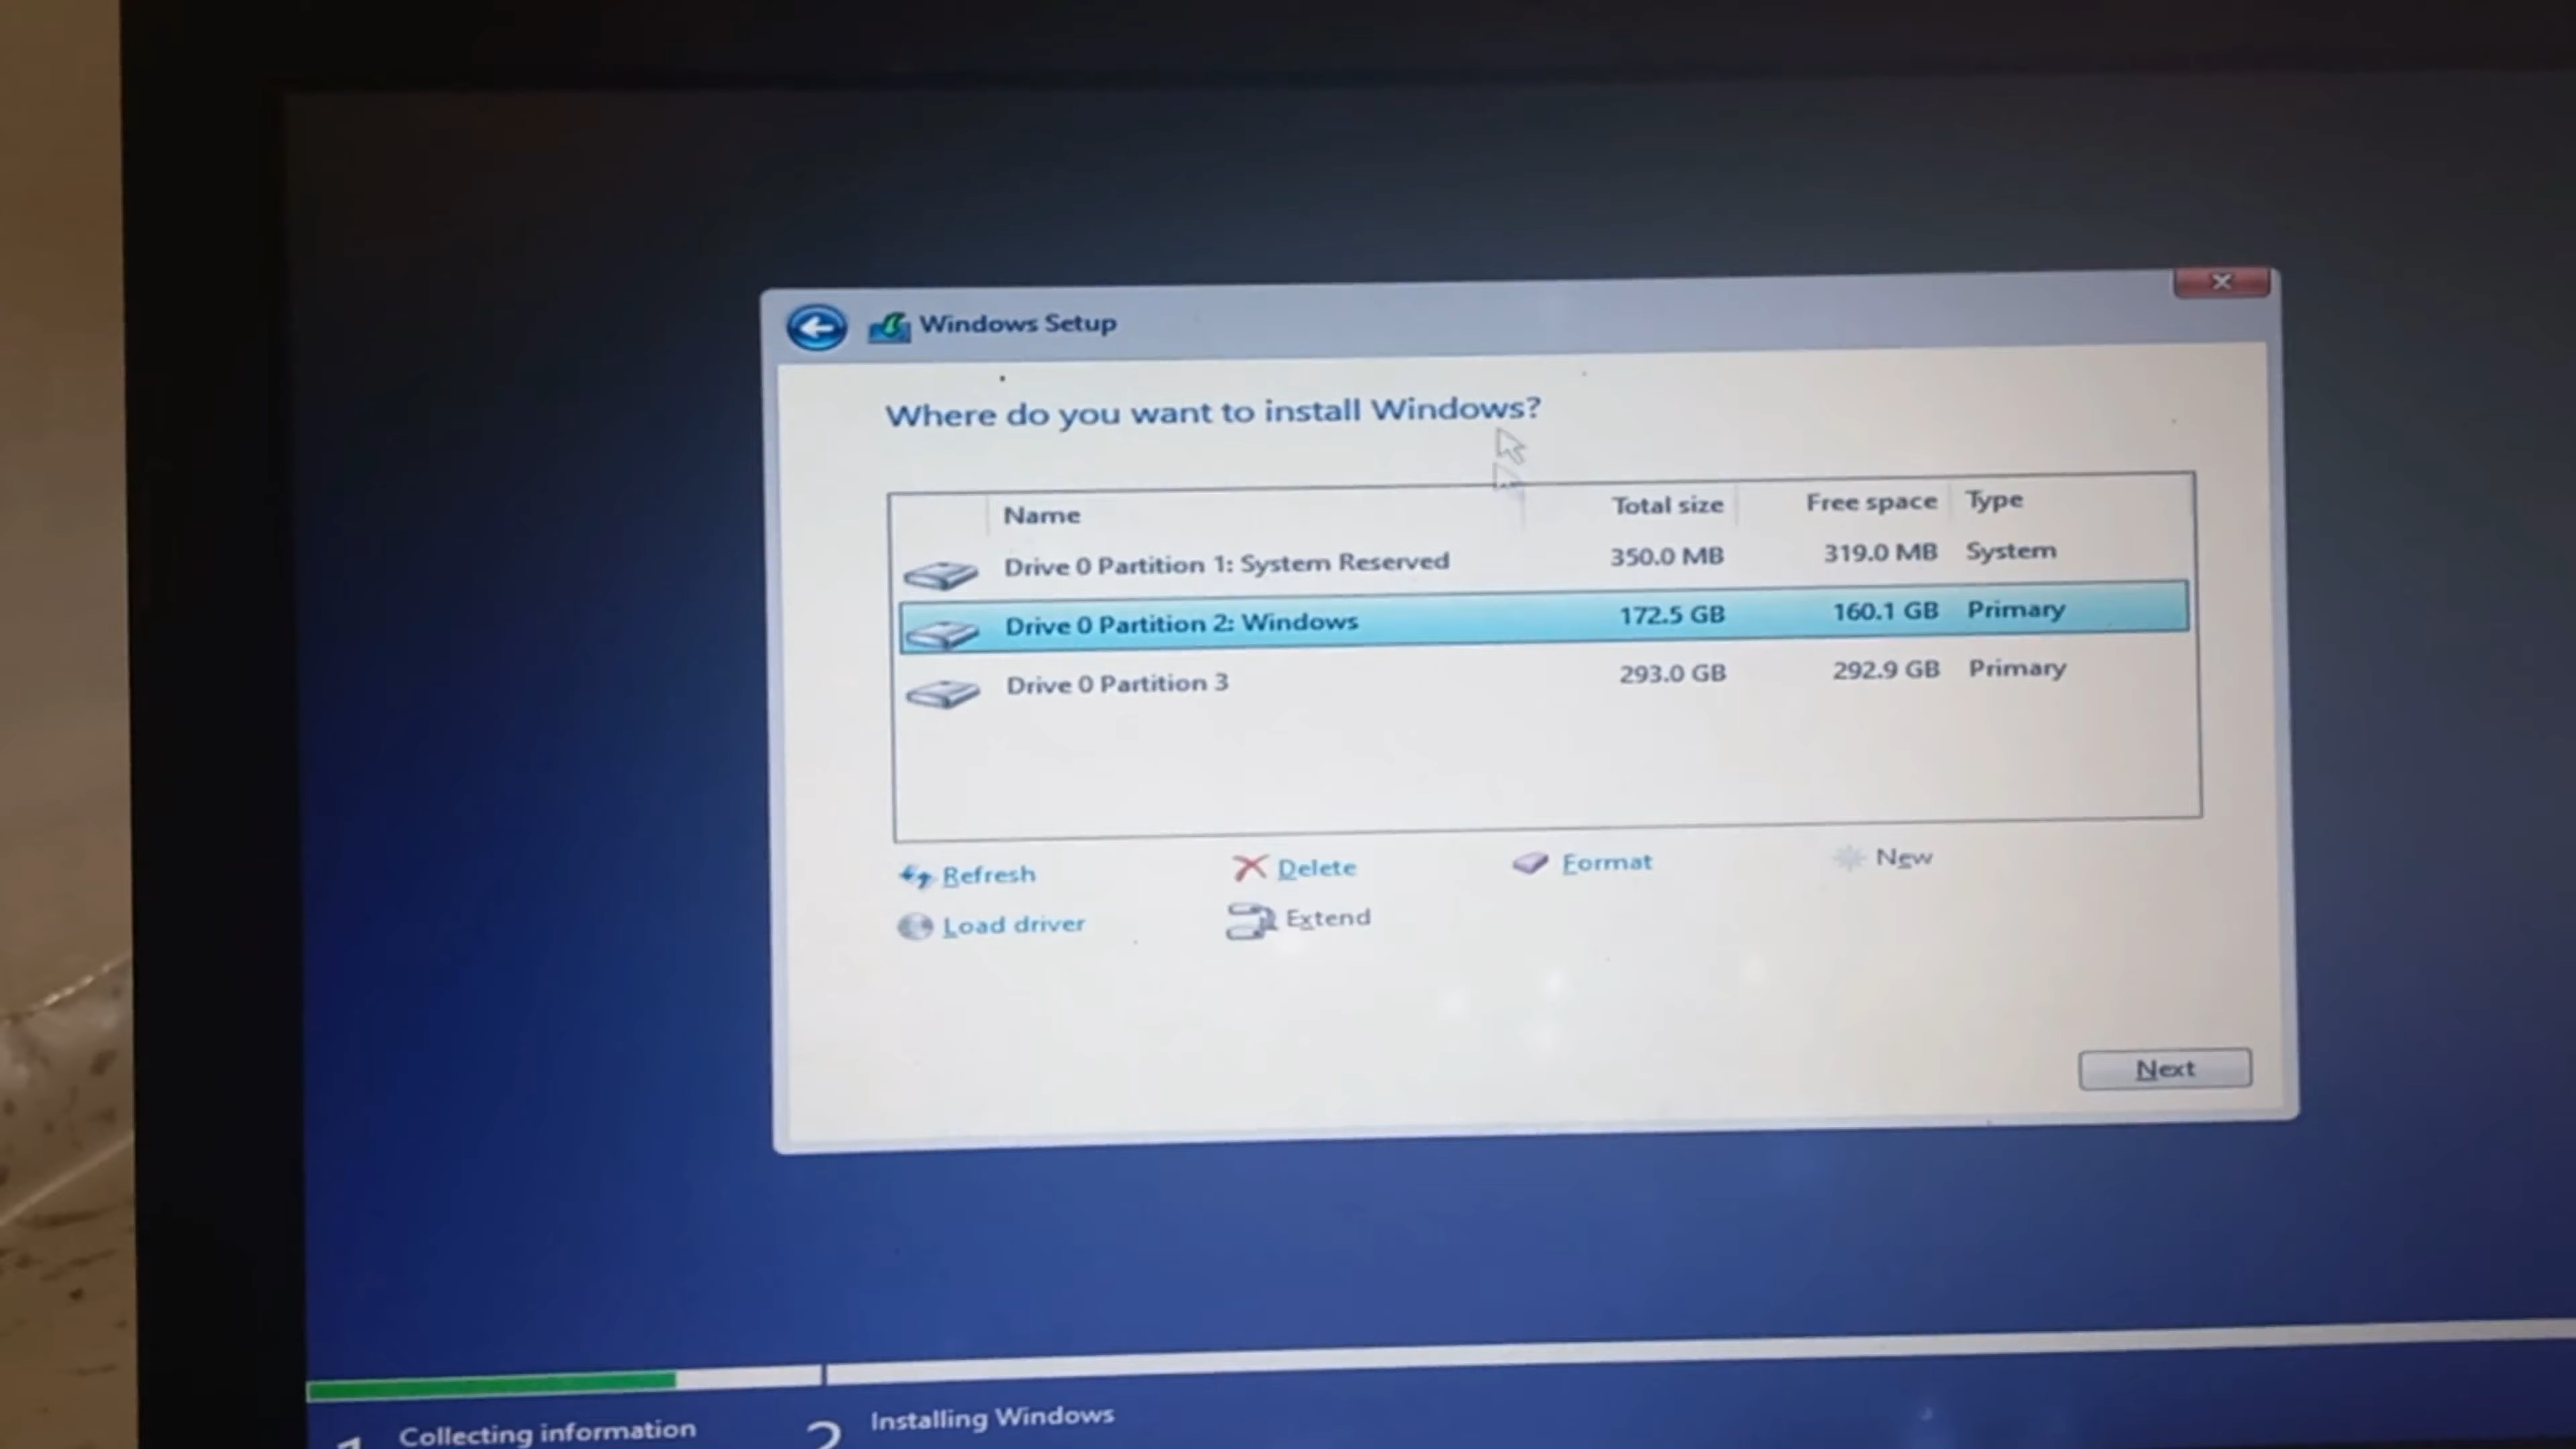 Windows Setup
Where do you want to install Windows?
Name Total size Free space Type
Drive 0 Partition 1: System Reserved 350.0 MB 319.0 MB System
Drive 0 Partition 2: Windows 172.5 GB 160.1 GB Primary
Drive 0 Partition 3 293.0 GB 292.9 GB Primary
Refresh Delete Format New
Load driver Extend
Next
1 Collecting information 2 Installing Windows